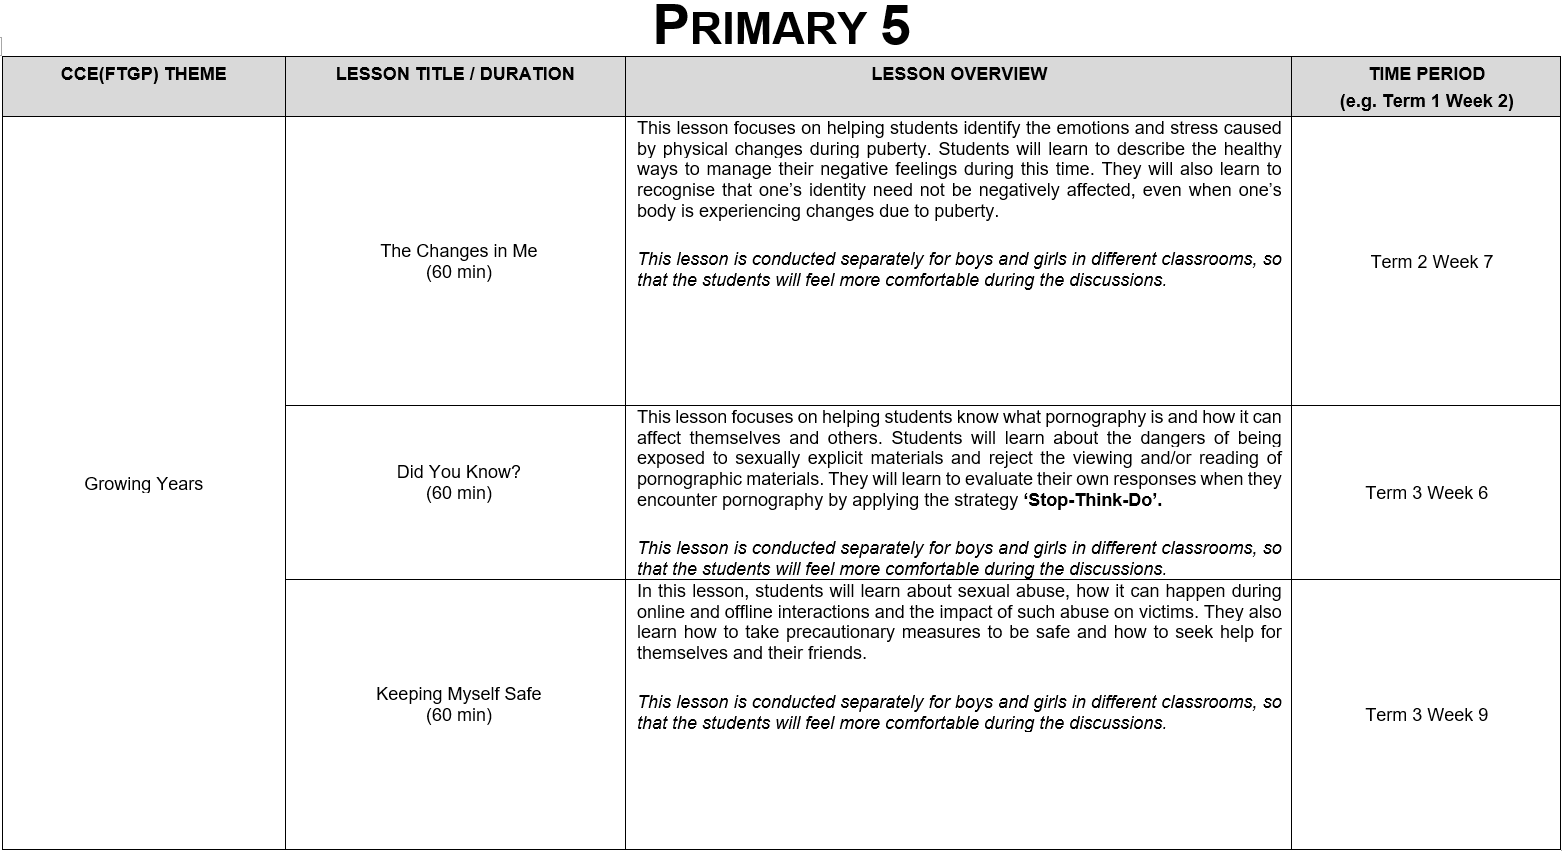 PRIMARY 5
CCE(FTGP) THEME
LESSON TITLE / DURATION
LESSON OVERVIEW
TIME PERIOD
(e.g. Term 1 Week 2)
Growing Years
The Changes in Me
(60 min)
This lesson focuses on helping students identify the emotions and stress caused
by physical changes during puberty. Students will learn to describe the healthy
ways to manage their negative feelings during this time. They will also learn to
recognise that one’s identity need not be negatively affected, even when one’s
body is experiencing changes due to puberty.
This lesson is conducted separately for boys and girls in different classrooms, so
that the students will feel more comfortable during the discussions.
Term 2 Week 7
Did You Know?
(60 min)
This lesson focuses on helping students know what pornography is and how it can
affect themselves and others. Students will learn about the dangers of being
exposed to sexually explicit materials and reject the viewing and/or reading of
pornographic materials. They will learn to evaluate their own responses when they
encounter pornography by applying the strategy ‘Stop-Think-Do’.
This lesson is conducted separately for boys and girls in different classrooms, so
that the students will feel more comfortable during the discussions.
Term 3 Week 6
Keeping Myself Safe
(60 min)
In this lesson, students will learn about sexual abuse, how it can happen during
online and offline interactions and the impact of such abuse on victims. They also
learn how to take precautionary measures to be safe and how to seek help for
themselves and their friends.
This lesson is conducted separately for boys and girls in different classrooms, so
that the students will feel more comfortable during the discussions.
Term 3 Week 9